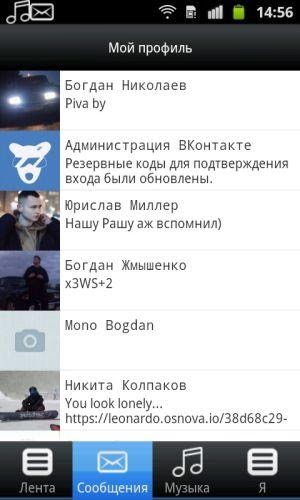 14:56
Мой профиль
Богдан Николаев
Piva by
Администрация ВКонтакте
Резервные коды для подтверждения
входа были обновлены.
Юрислав Миллер
Нашу Рашу аж вспомнил)
Богдан Жмышенко
x3WS+2
Mono Bogdan
Никита Колпаков
You look lonely...
https://leonardo.osnova.io/38d68c29-
Лента
Сообщения
Музыка
Я